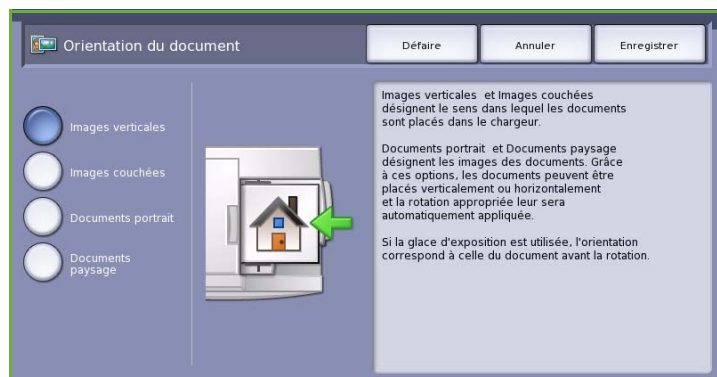 Orientation du document
Défaire
Annuler
Enregistrer
Images verticales
Images couchées
Documents portrait
Documents
paysage
Images verticales et Images couchées
désignent le sens dans lequel les documents
sont placés dans le chargeur.
Documents portrait et Documents paysage
désignent les images des documents. Grâce
à ces options, les documents peuvent être
placés verticalement ou horizontalement
et la rotation appropriée leur sera
automatiquement appliquée.
Si la glace d'exposition est utilisée, l'orientation
correspond à celle du document avant la rotation.